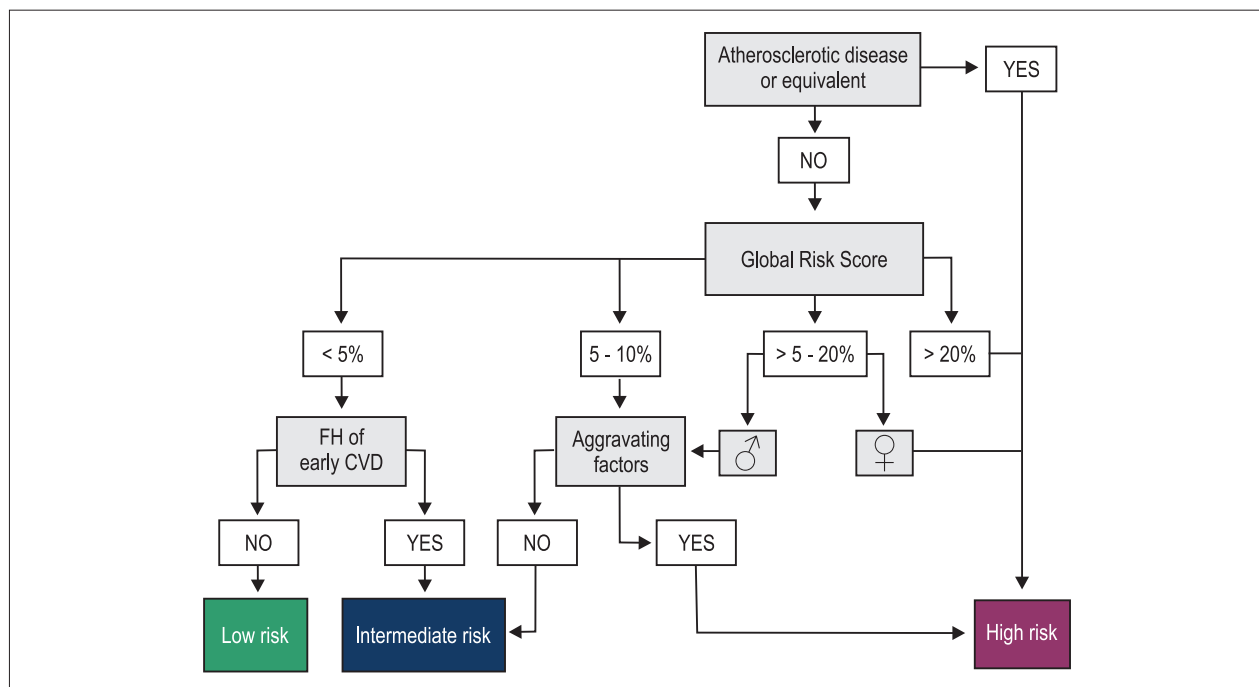 Atherosclerotic disease
or equivalent
YES
NO
Global Risk Score
< 5%
5 - 10%
> 5 - 20%
> 20%
FH of
early CVD
Aggravating
factors
♂
♀
NO
YES
NO
YES
Low risk
Intermediate risk
High risk